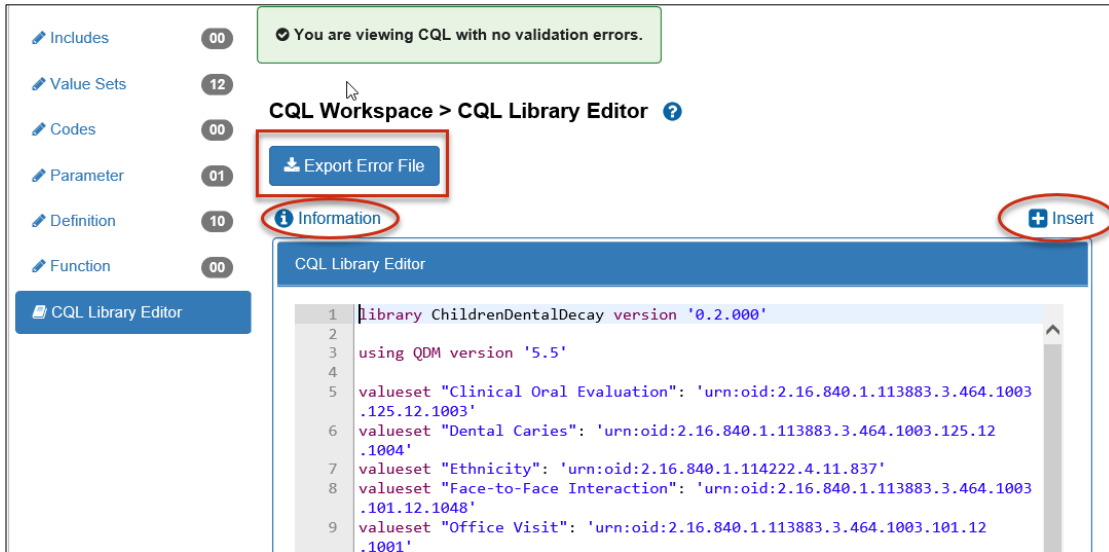 Includes 00
Value Sets 12
Codes 00
Parameter 01
Definition 10
Function 00
CQL Library Editor
You are viewing CQL with no validation errors.
CQL Workspace > CQL Library Editor ?
Export Error File
Information
Insert
CQL Library Editor
1 library ChildrenDentalDecay version '0.2.000'
2
3 using QDM version '5.5'
4
5 valueset "Clinical Oral Evaluation": 'urn:oid:2.16.840.1.113883.3.464.1003
.125.12.1003'
6 valueset "Dental Caries": 'urn:oid:2.16.840.1.113883.3.464.1003.125.12
.1004'
7 valueset "Ethnicity": 'urn:oid:2.16.840.1.114222.4.11.837'
8 valueset "Face-to-Face Interaction": 'urn:oid:2.16.840.1.113883.3.464.1003
.101.12.1048'
9 valueset "Office Visit": 'urn:oid:2.16.840.1.113883.3.464.1003.101.12
.1001'